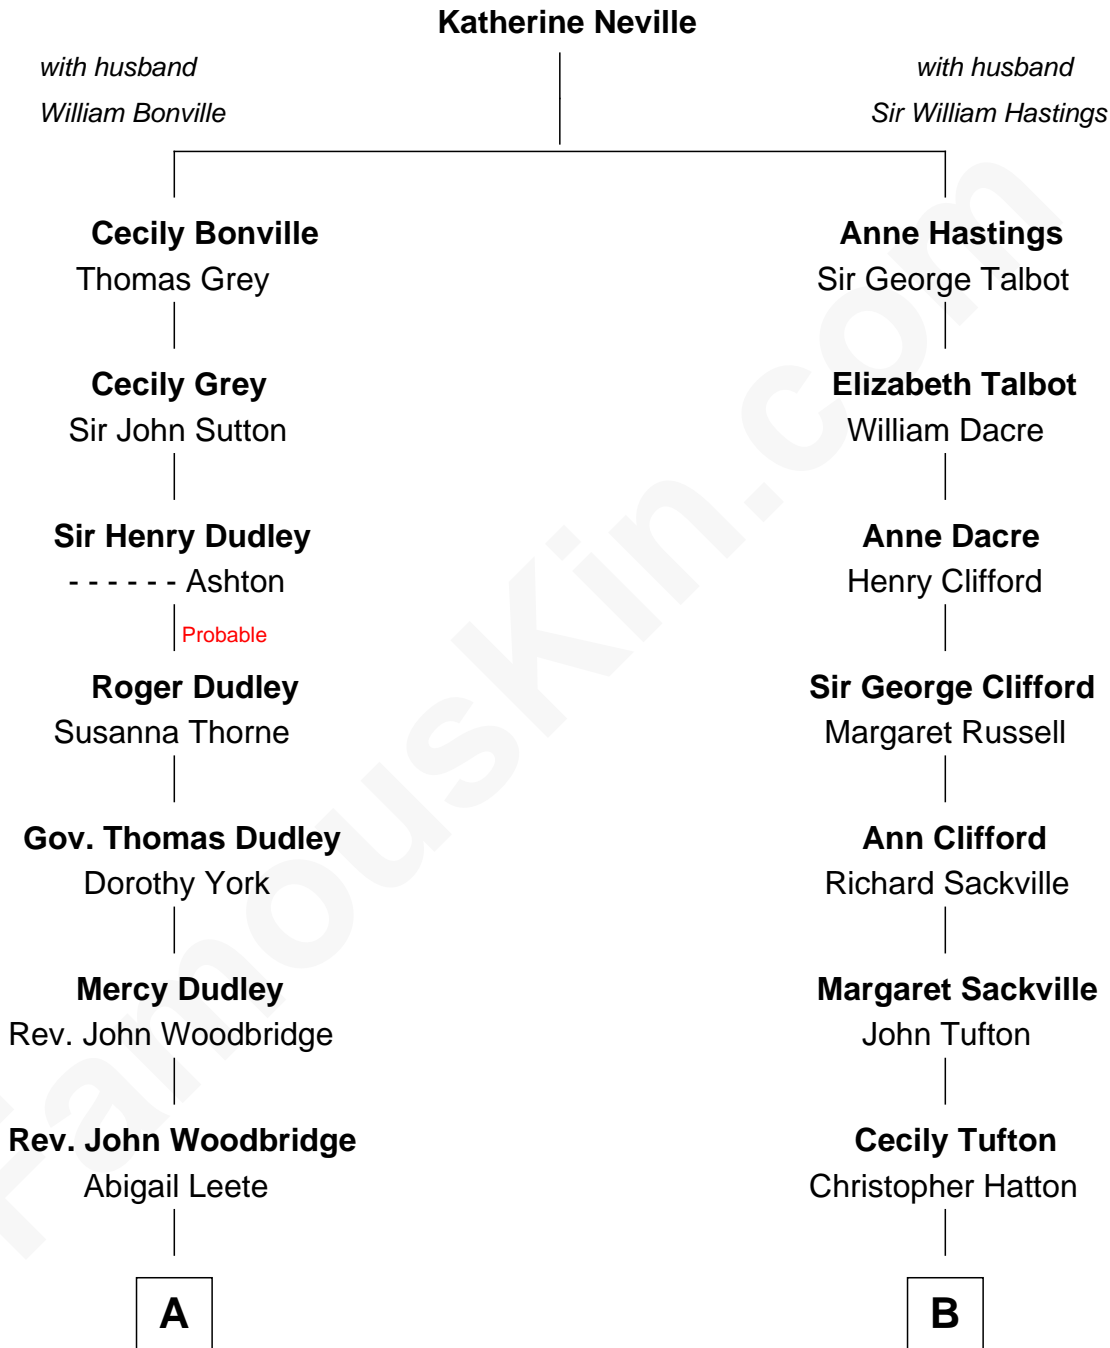 Katherine Neville
with husband
William Bonville
with husband
Sir William Hastings
Cecily Bonville
Thomas Grey
Anne Hastings
Sir George Talbot
Cecily Grey
Sir John Sutton
Elizabeth Talbot
William Dacre
Sir Henry Dudley
- - - - - - Ashton
Probable
Anne Dacre
Henry Clifford
Roger Dudley
Susanna Thorne
Sir George Clifford
Margaret Russell
Gov. Thomas Dudley
Dorothy York
Ann Clifford
Richard Sackville
Mercy Dudley
Rev. John Woodbridge
Margaret Sackville
John Tufton
Rev. John Woodbridge
Abigail Leete
Cecily Tufton
Christopher Hatton
A
B
FamousKin.com